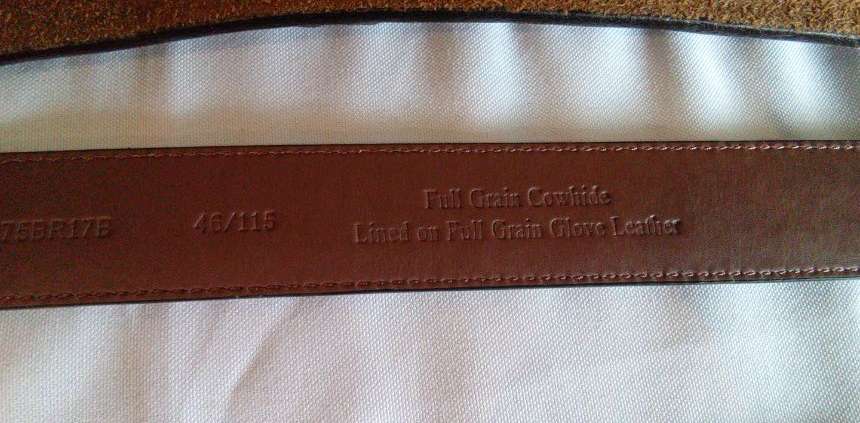 75BR17B
46/115
Full Grain Cowhide
Lined on Full Grain Glove Leather